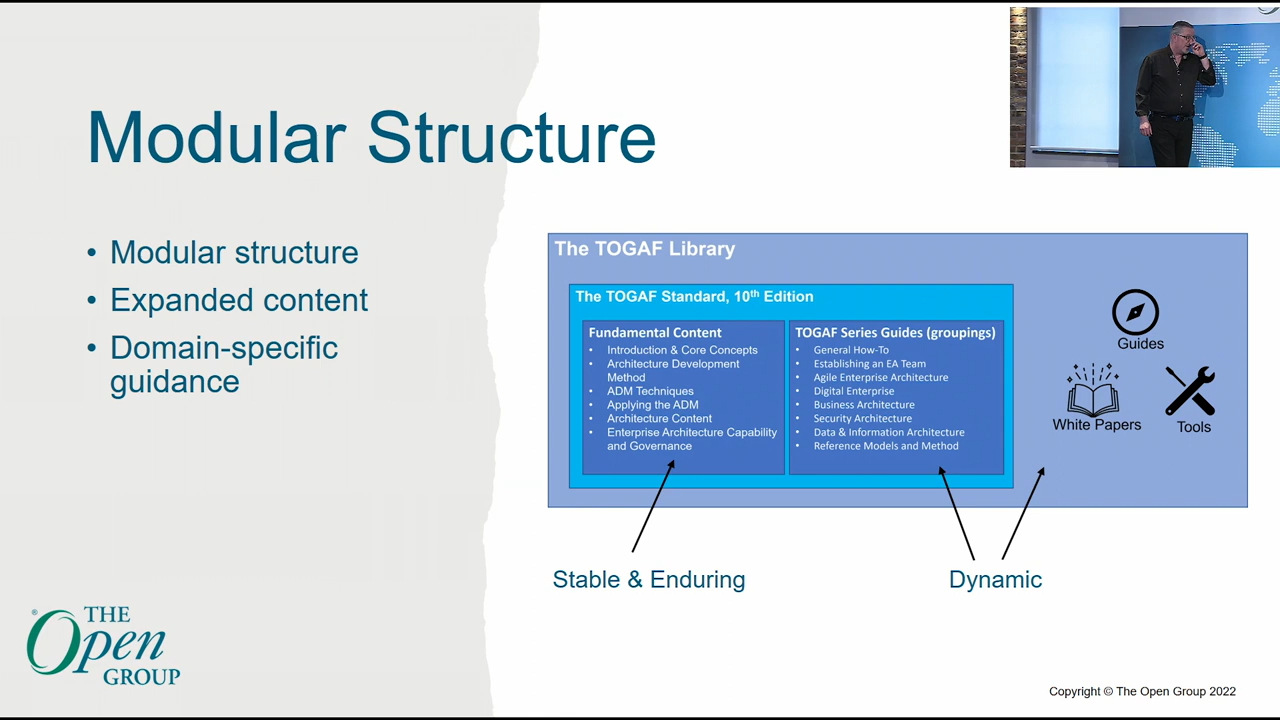 Modular Structure
• Modular structure
• Expanded content
• Domain-specific
guidance
The TOGAF Library
The TOGAF Standard, 10th Edition
Fundamental Content
• Introduction & Core Concepts
• Architecture Development
Method
• ADM Techniques
• Applying the ADM
• Architecture Content
• Enterprise Architecture Capability
and Governance
TOGAF Series Guides (groupings)
• General How-To
• Establishing an EA Team
• Agile Enterprise Architecture
• Digital Enterprise
• Business Architecture
• Security Architecture
• Data & Information Architecture
• Reference Models and Method
Guides
White Papers
Tools
Stable & Enduring
Dynamic
® THE
Open
GROUP
Copyright © The Open Group 2022